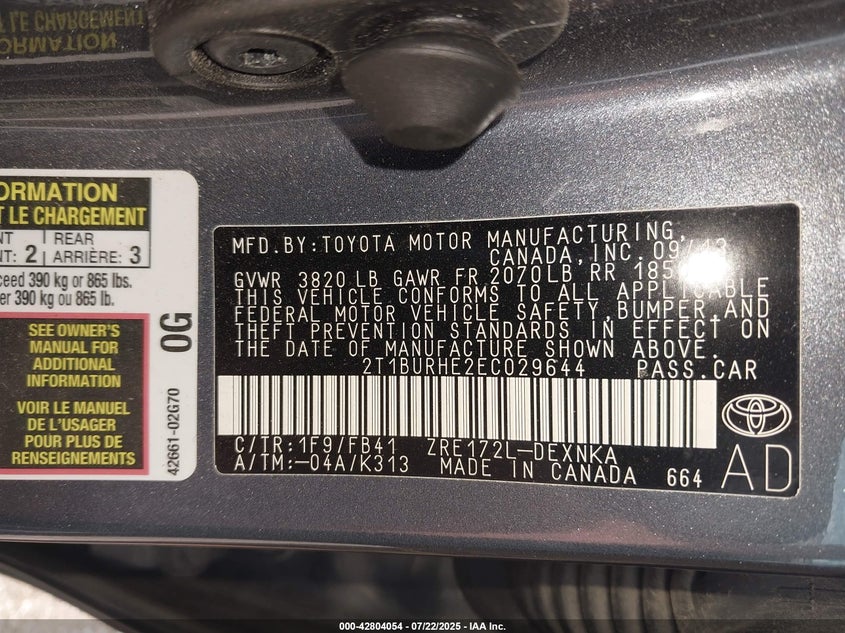 LE CHARGEMENT
ORMATION
ORMATION
T LE CHARGEMENT
NT 2 REAR ARRIÈRE: 3
ceed 390 kg or 865 lbs.
er 390 kg ou 865 lb.
SEE OWNER'S
MANUAL FOR
ADDITIONAL
INFORMATION
VOIR LE MANUEL
DE L'USAGER
POUR PLUS DE
RENSEIGNEMENTS
0G
42661-02G70
MFD.BY:TOYOTA MOTOR MANUFACTURING,
CANADA,INC.
GVWR 3820 LB GAWR FR 2070LB, RR
THIS VEHICLE CONFORMS TO ALL APPLICABLE
FEDERAL MOTOR VEHICLE SAFETY,BUMPER,AND
THEFT PREVENTION STANDARDS IN EFFECT ON
THE DATE OF MANUFACTURE SHOWN ABOVE.
2T1BURHE2EC029644 PASS.CAR
C/TR:1F9/FB41 ZRE172L-DEXNKA
A/TM:-04A/K313 MADE IN CANADA 664
AD
000-42804054 - 07/22/2025 - IAA Inc.